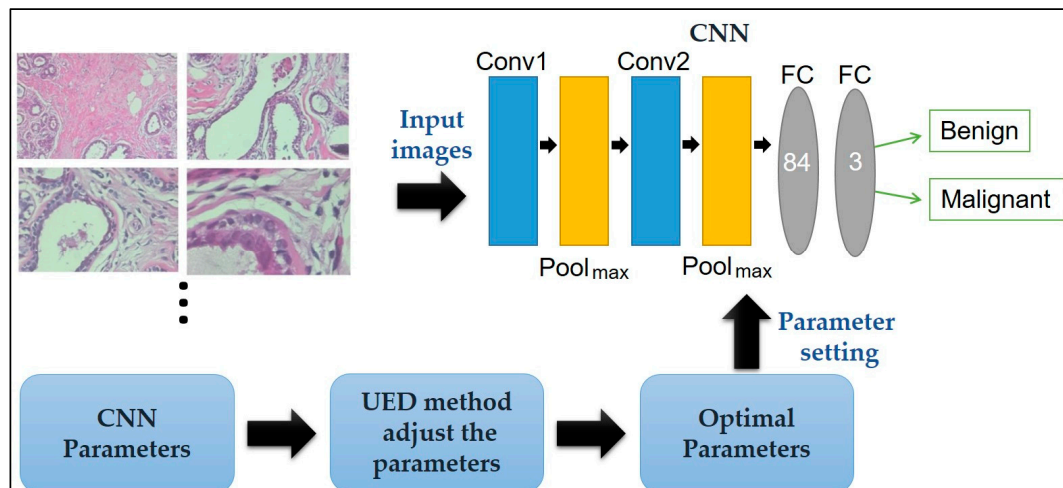 CNN
Conv1
Conv2
FC
FC
Input
images
84
3
Benign
Malignant
Pool max
Pool max
Parameter
setting
CNN
Parameters
UED method
adjust the
parameters
Optimal
Parameters